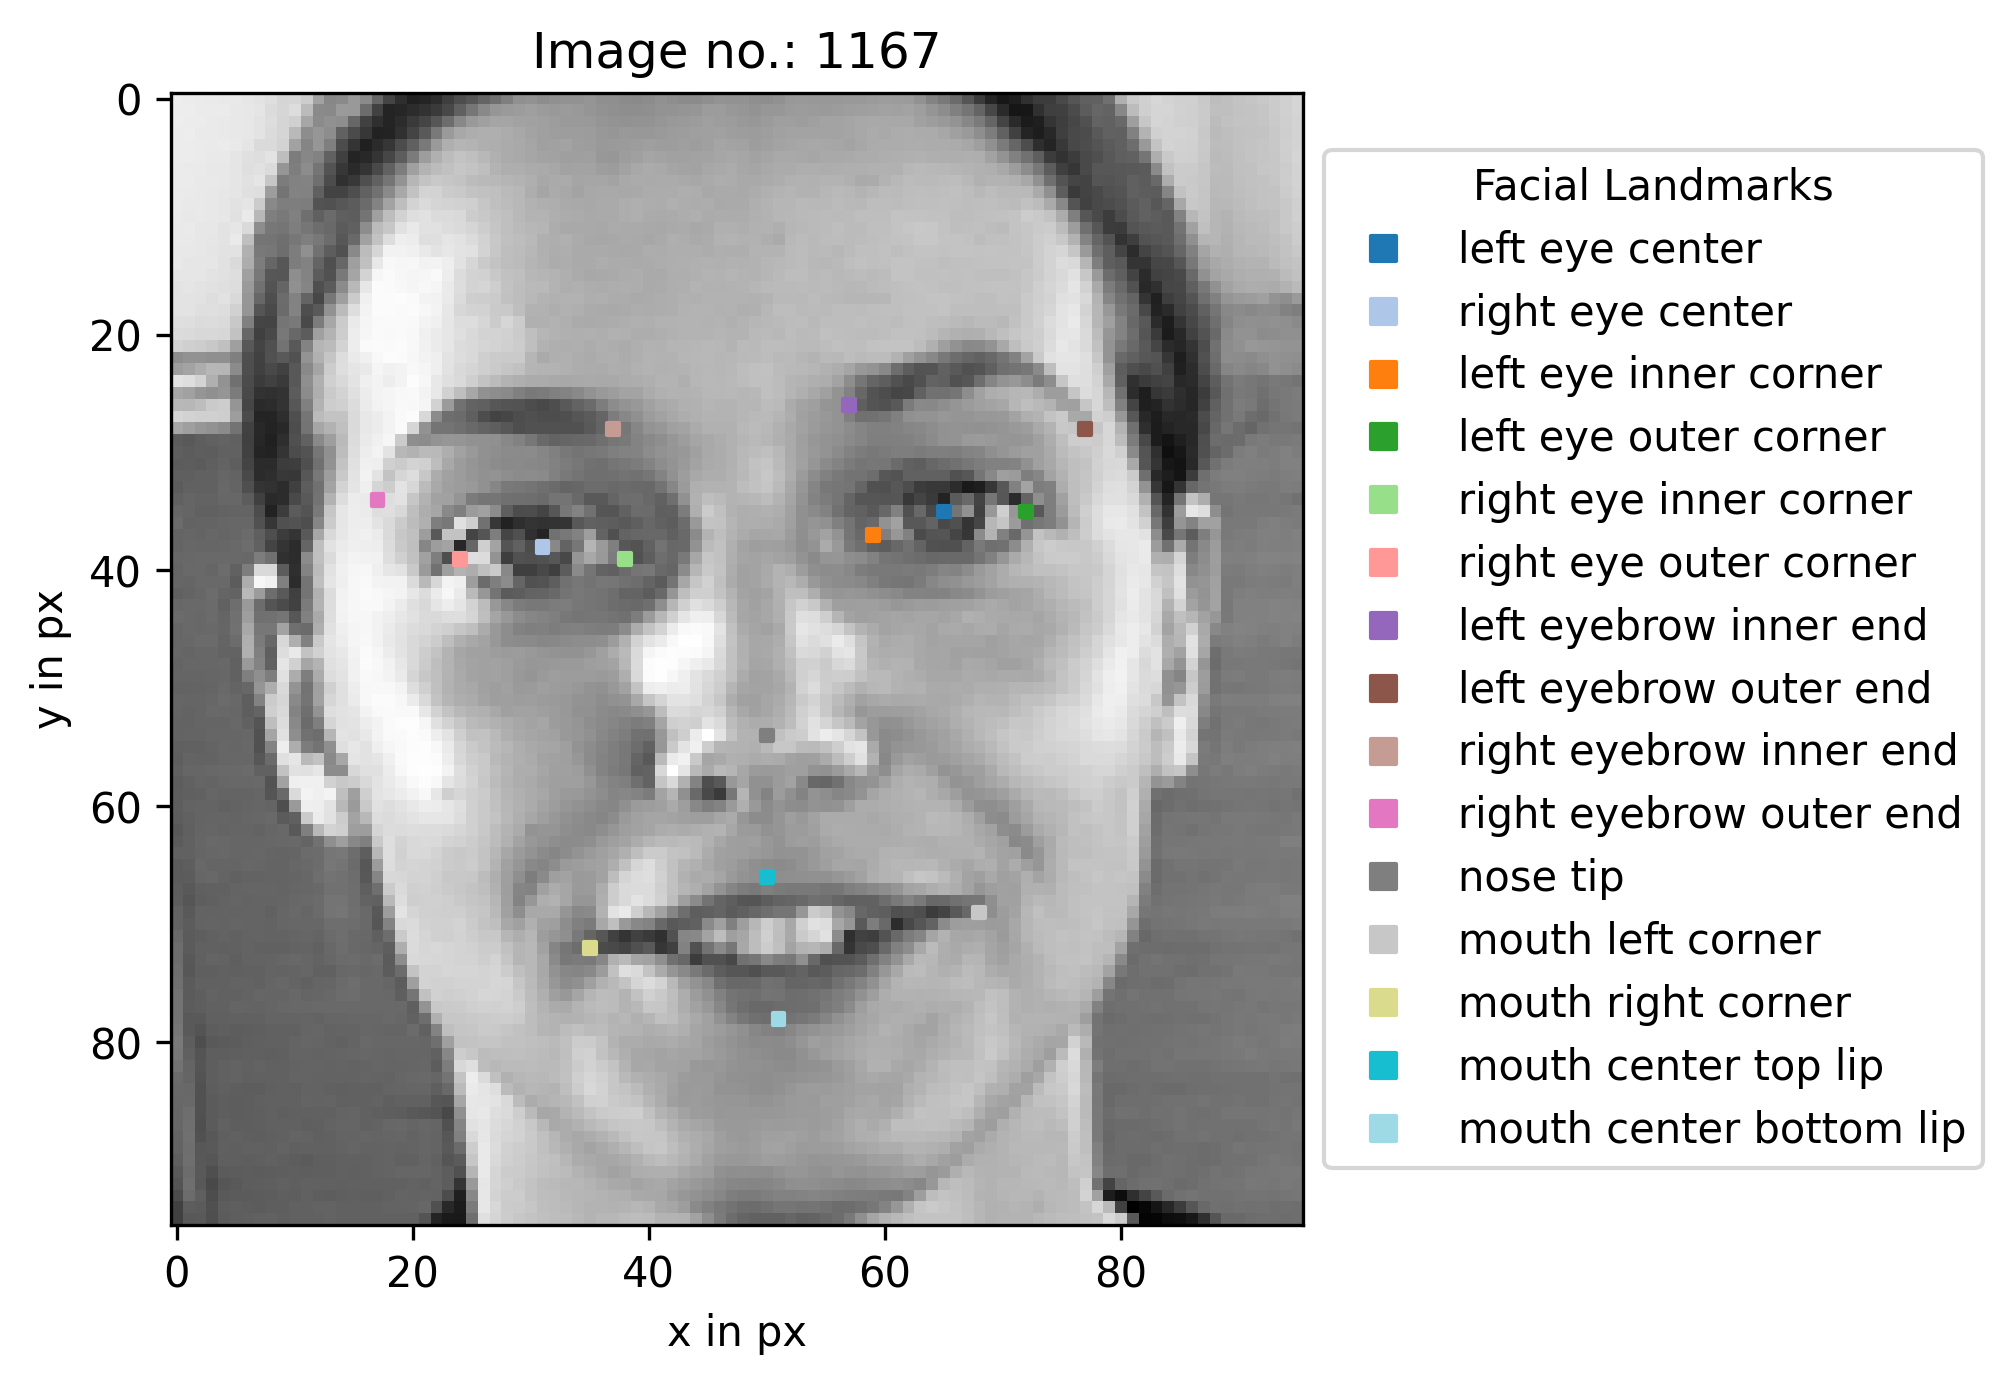 Image no.: 1167
0
20
40
60
80
y in px
0 20 40 60 80
x in px
Facial Landmarks
left eye center
right eye center
left eye inner corner
left eye outer corner
right eye inner corner
right eye outer corner
left eyebrow inner end
left eyebrow outer end
right eyebrow inner end
right eyebrow outer end
nose tip
mouth left corner
mouth right corner
mouth center top lip
mouth center bottom lip